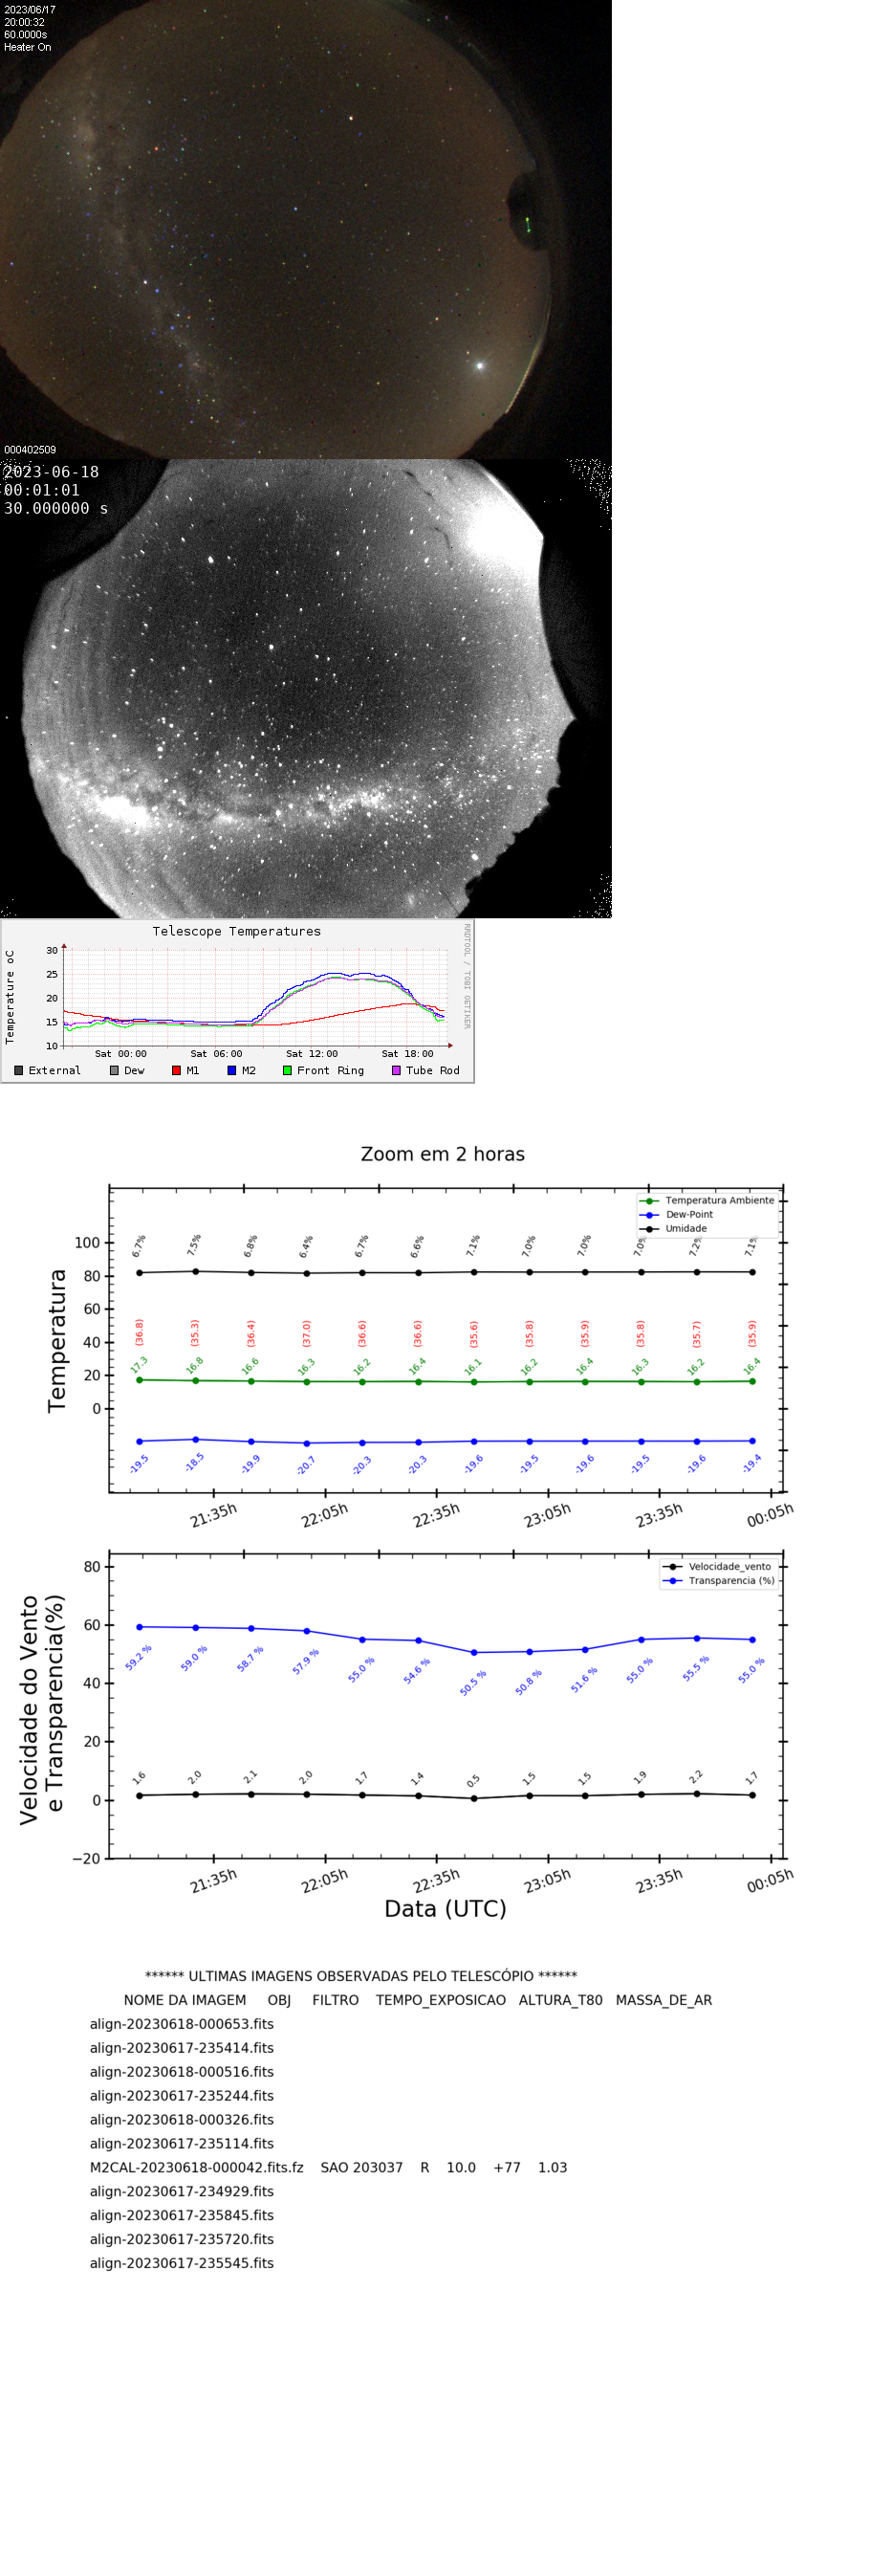 2023/06/17
20:00:32
60.0000s
Heater On
000402509
2023-06-18
00:01:01
30.000000 s
Telescope Temperatures
RRDTOOL / TOBI OETIKER
Temperature oC
30
25
20
15
10
Sat 00:00 Sat 06:00 Sat 12:00 Sat 18:00
External Dew M1 M2 Front Ring Tube Rod
Zoom em 2 horas
Temperatura Ambiente
Dew-Point
Umidade
Temperatura
100
80
60
40
20
0
6.7% 7.5% 6.8% 6.4% 6.7% 6.6% 7.1% 7.0% 7.0% 7.0% 7.2% 7.1%
(36.8) (35.3) (36.4) (37.0) (36.6) (36.6) (35.6) (35.8) (35.9) (35.8) (35.7) (35.9)
17.3 16.8 16.6 16.3 16.2 16.4 16.1 16.2 16.4 16.3 16.2 16.4
-19.5 -18.5 -19.9 -20.7 -20.3 -20.3 -19.6 -19.5 -19.6 -19.5 -19.6 -19.4
21:35h 22:05h 22:35h 23:05h 23:35h 00:05h
Velocidade_vento
Transparencia (%)
Velocidade do Vento
e Transparencia(%)
80
60
40
20
0
−20
59.2 % 59.0 % 58.7 % 57.9 % 55.0 % 54.6 % 50.5 % 50.8 % 51.6 % 55.0 % 55.5 % 55.0 %
1.6 2.0 2.1 2.0 1.7 1.4 0.5 1.5 1.5 1.9 2.2 1.7
21:35h 22:05h 22:35h 23:05h 23:35h 00:05h
Data (UTC)
****** ULTIMAS IMAGENS OBSERVADAS PELO TELESCÓPIO ******
NOME DA IMAGEM OBJ FILTRO TEMPO_EXPOSICAO ALTURA_T80 MASSA_DE_AR
align-20230618-000653.fits
align-20230617-235414.fits
align-20230618-000516.fits
align-20230617-235244.fits
align-20230618-000326.fits
align-20230617-235114.fits
M2CAL-20230618-000042.fits.fz SAO 203037 R 10.0 +77 1.03
align-20230617-234929.fits
align-20230617-235845.fits
align-20230617-235720.fits
align-20230617-235545.fits